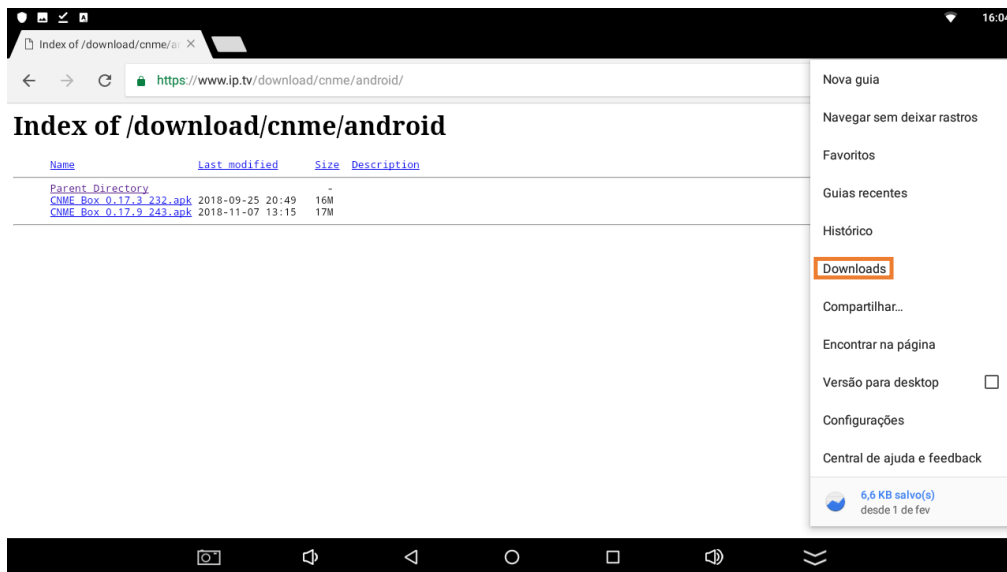 16:04
Index of /download/cnme/a
https://www.ip.tv/download/cnme/android/
Index of /download/cnme/android
Name Last modified Size Description
Parent Directory -
CNME Box 0.17.3 232.apk 2018-09-25 20:49 16M
CNME Box 0.17.9 243.apk 2018-11-07 13:15 17M
Nova guia
Navegar sem deixar rastros
Favoritos
Guias recentes
Histórico
Downloads
Compartilhar...
Encontrar na página
Versão para desktop
Configurações
Central de ajuda e feedback
6,6 KB salvo(s)
desde 1 de fev